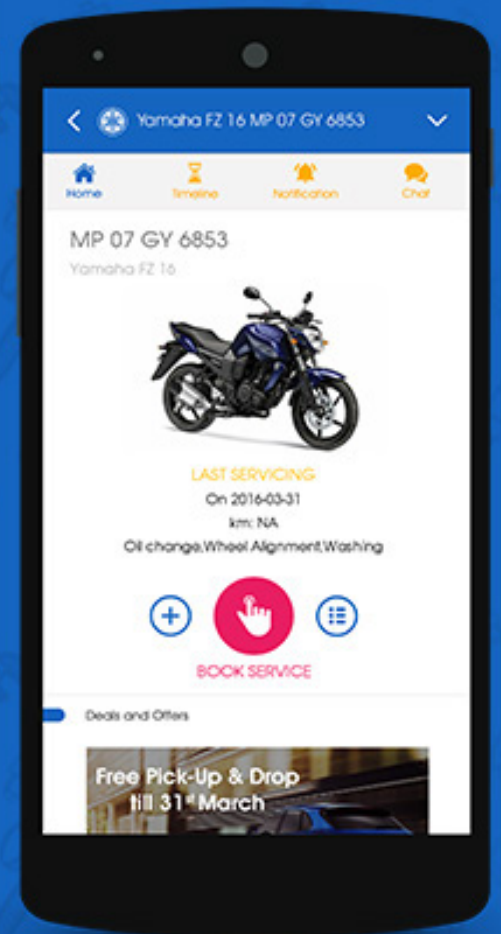 Yamaha FZ 16 MP 07 GY 6853
Home Timeline Notification Chat
MP 07 GY 6853
Yamaha FZ 16
LAST SERVICING
On 2016-03-31
km: NA
Oil change,Wheel Alignment,Washing
BOOK SERVICE
Deals and Offers
Free Pick-Up & Drop
till 31st March